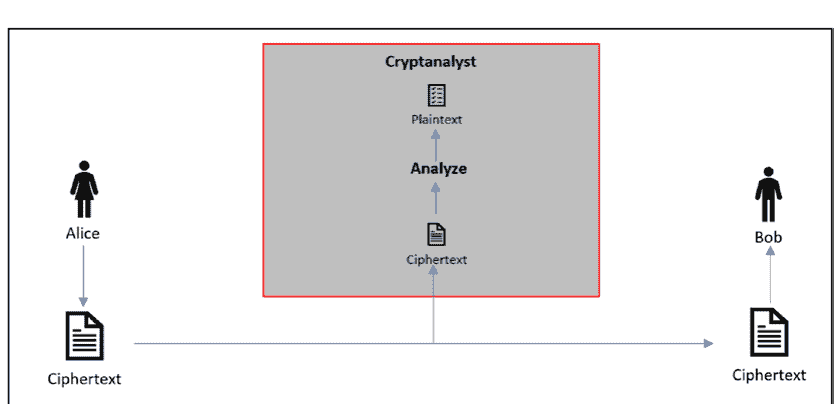 Cryptanalyst
Plaintext
Analyze
Ciphertext
Alice
Bob
Ciphertext
Ciphertext